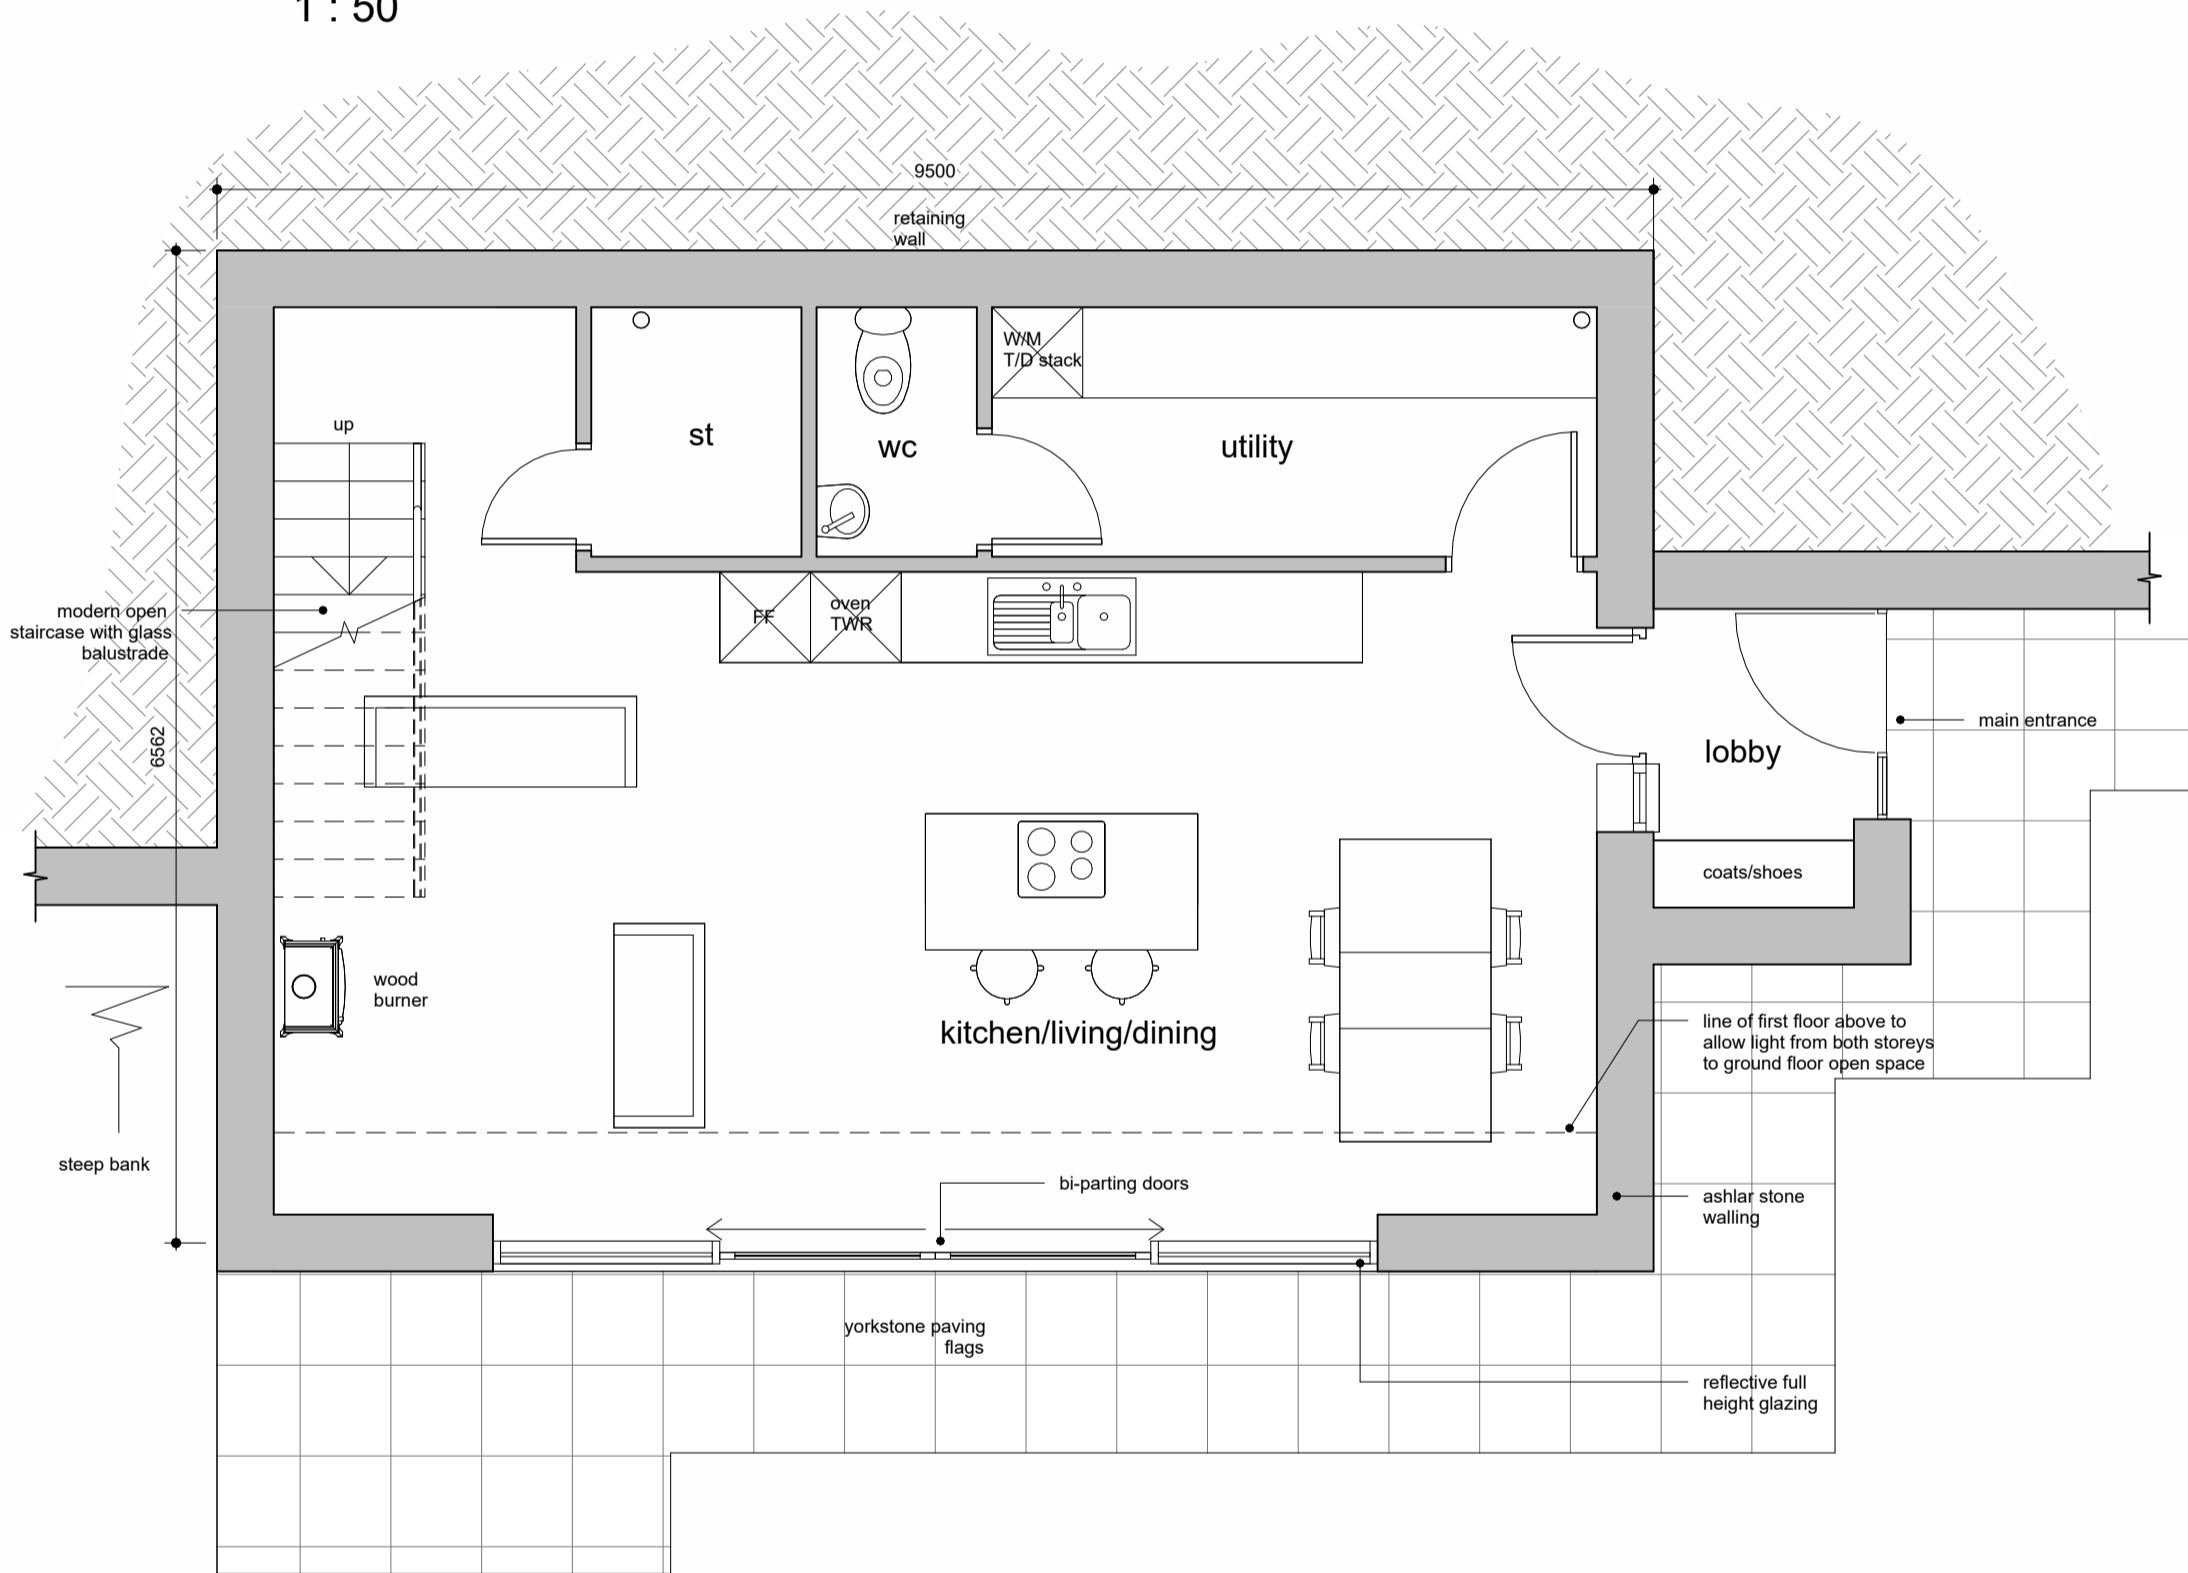 1 : 50
9500
retaining
wall
W/M
T/D stack
up
st
wc
utility
modern open
staircase with glass
balustrade
FF
oven
TWR
6562
main entrance
lobby
coats/shoes
wood
burner
kitchen/living/dining
line of first floor above to
allow light from both storeys
to ground floor open space
steep bank
bi-parting doors
ashlar stone
walling
yorkstone paving
flags
reflective full
height glazing